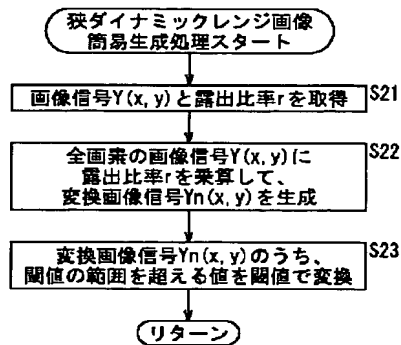 狭ダイナミックレンジ画像
簡易生成処理スタート
画像信号Y(x, y)と露出比率rを取得
S21
全画素の画像信号Y(x, y)に
露出比率rを乗算して、
変換画像信号Yn(x, y)を生成
S22
変換画像信号Yn(x, y)のうち、
閾値の範囲を超える値を閾値で変換
S23
リターン